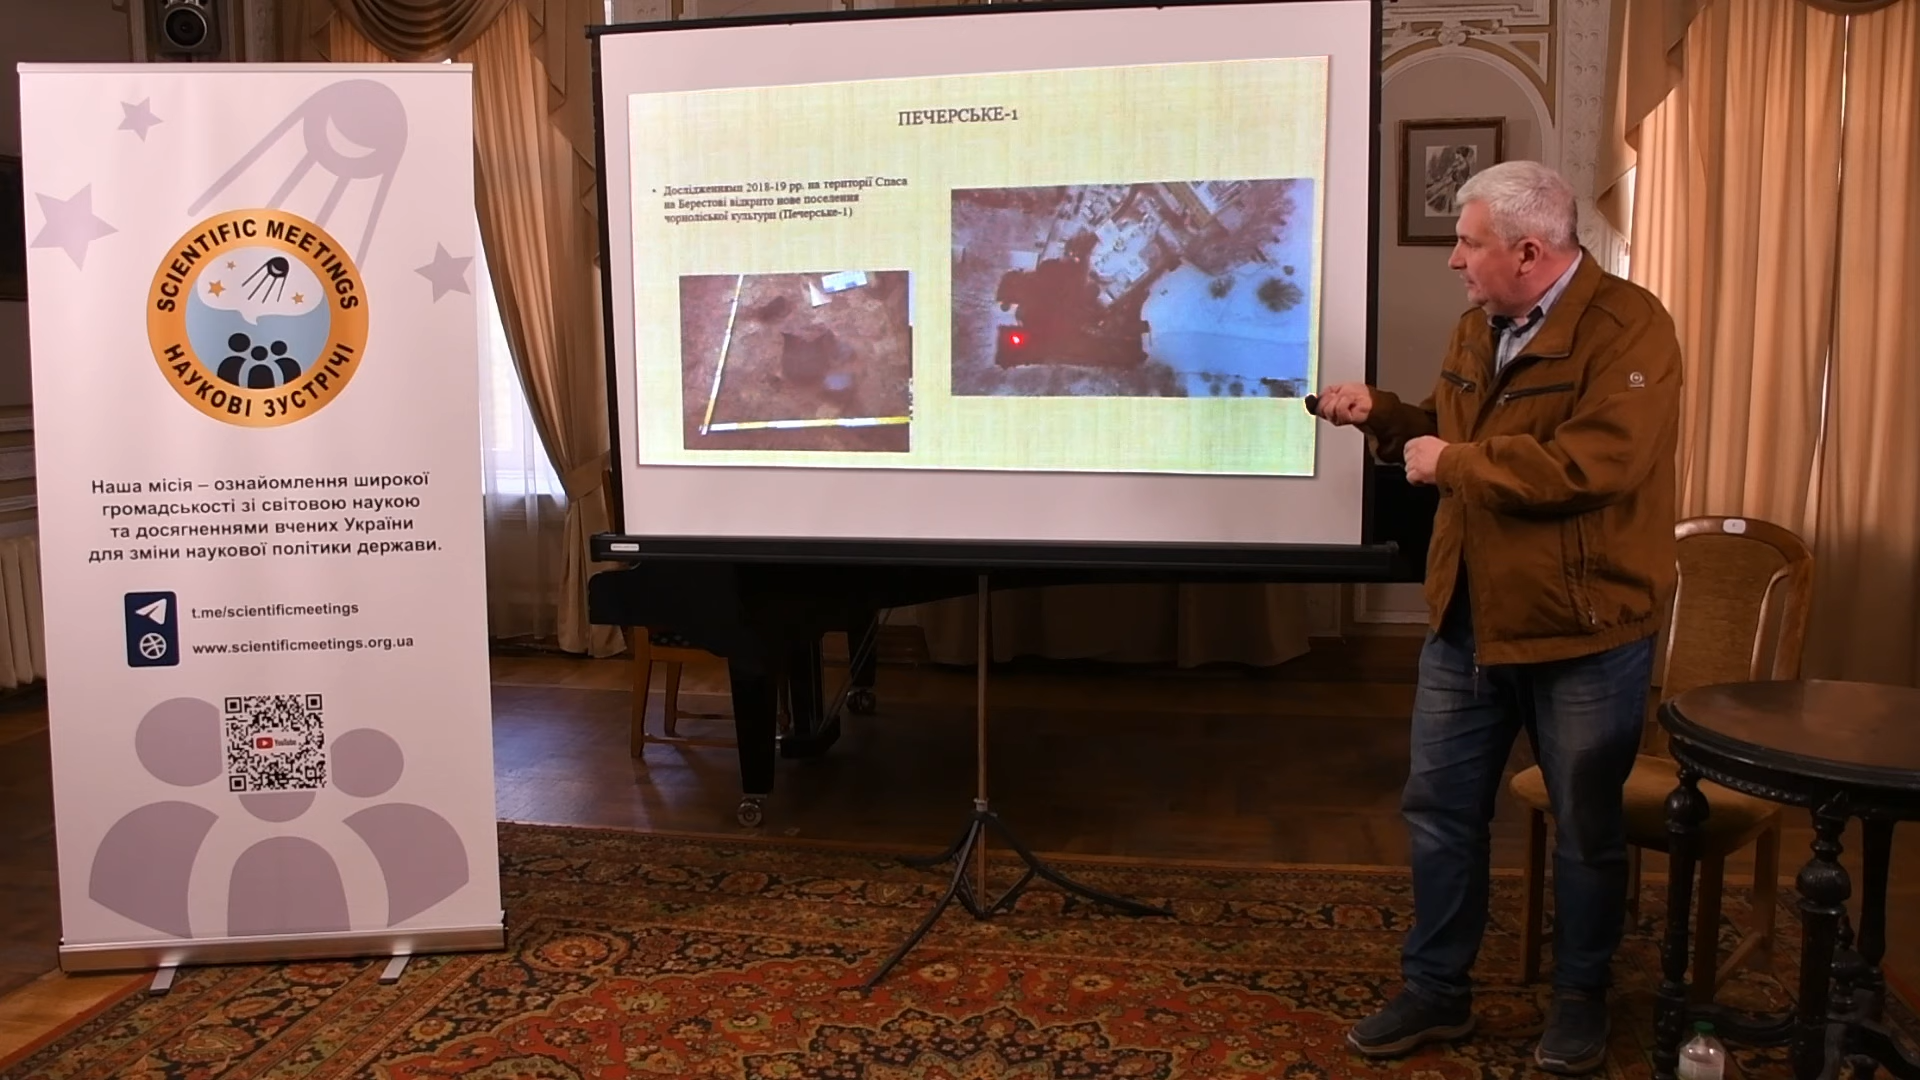 SCIENTIFIC MEETINGS
НАУКОВІ ЗУСТРІЧІ
Наша місія – ознайомлення широкої
громадськості зі світовою наукою
та досягненнями вчених України
для зміни наукової політики держави.
t.me/scientificmeetings
www.scientificmeetings.org.ua
YouTube
ПЕЧЕРСЬКЕ-1
• Дослідженнями 2018-19 рр. на території Спаса
на Берестові відкрито нове поселення
чорноліської культури (Печерське-1)